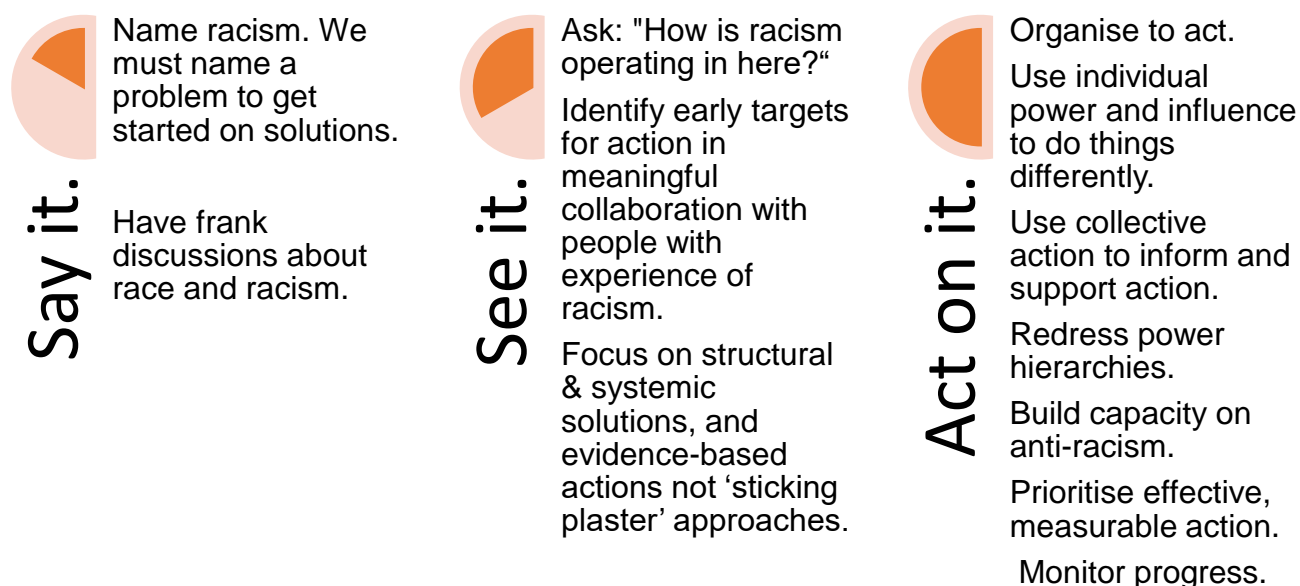 Say it.
Name racism. We
must name a
problem to get
started on solutions.
Have frank
discussions about
race and racism.
See it.
Ask: "How is racism
operating in here?“
Identify early targets
for action in
meaningful
collaboration with
people with
experience of
racism.
Focus on structural
& systemic
solutions, and
evidence-based
actions not ‘sticking
plaster’ approaches.
Act on it.
Organise to act.
Use individual
power and influence
to do things
differently.
Use collective
action to inform and
support action.
Redress power
hierarchies.
Build capacity on
anti-racism.
Prioritise effective,
measurable action.
Monitor progress.